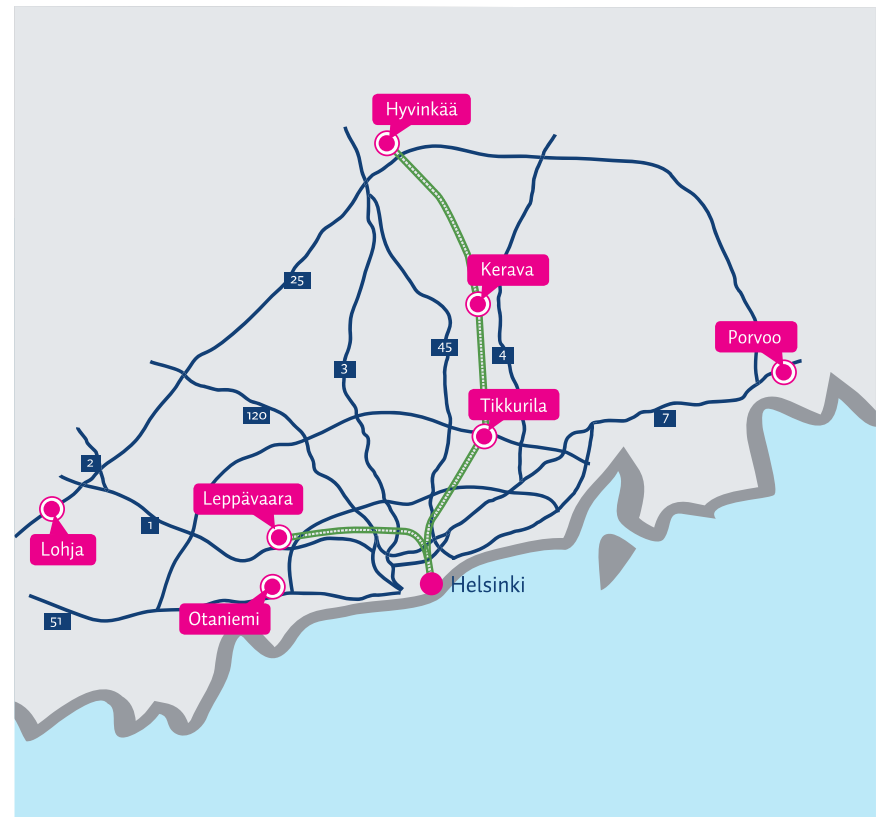 Hyvinkää
Kerava
25
Porvoo
45
4
3
Tikkurila
120
7
2
Leppävaara
1
Lohja
Helsinki
Otaniemi
51